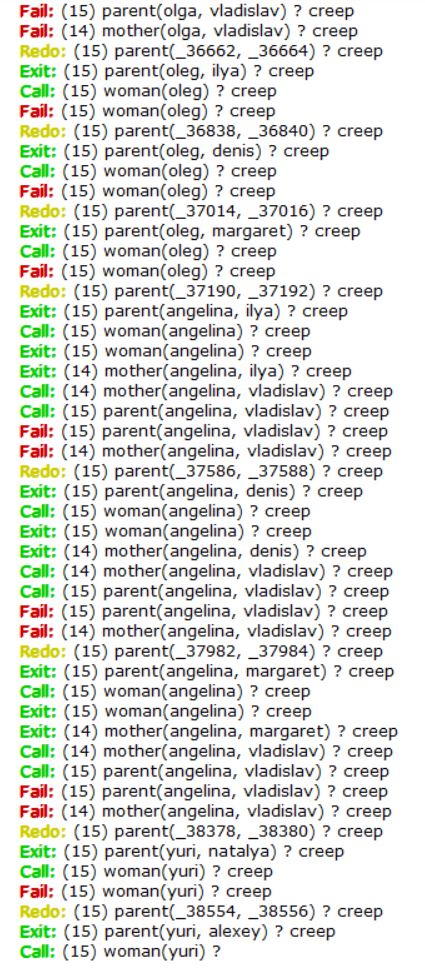 Fail: (15) parent(olga, vladislav) ? creep
Fail: (14) mother(olga, vladislav) ? creep
Redo: (15) parent(_36662, _36664) ? creep
Exit: (15) parent(oleg, ilya) ? creep
Call: (15) woman(oleg) ? creep
Fail: (15) woman(oleg) ? creep
Redo: (15) parent(_36838, _36840) ? creep
Exit: (15) parent(oleg, denis) ? creep
Call: (15) woman(oleg) ? creep
Fail: (15) woman(oleg) ? creep
Redo: (15) parent(_37014, _37016) ? creep
Exit: (15) parent(oleg, margaret) ? creep
Call: (15) woman(oleg) ? creep
Fail: (15) woman(oleg) ? creep
Redo: (15) parent(_37190, _37192) ? creep
Exit: (15) parent(angelina, ilya) ? creep
Call: (15) woman(angelina) ? creep
Exit: (15) woman(angelina) ? creep
Exit: (14) mother(angelina, ilya) ? creep
Call: (14) mother(angelina, vladislav) ? creep
Call: (15) parent(angelina, vladislav) ? creep
Fail: (15) parent(angelina, vladislav) ? creep
Fail: (14) mother(angelina, vladislav) ? creep
Redo: (15) parent(_37586, _37588) ? creep
Exit: (15) parent(angelina, denis) ? creep
Call: (15) woman(angelina) ? creep
Exit: (15) woman(angelina) ? creep
Exit: (14) mother(angelina, denis) ? creep
Call: (14) mother(angelina, vladislav) ? creep
Call: (15) parent(angelina, vladislav) ? creep
Fail: (15) parent(angelina, vladislav) ? creep
Fail: (14) mother(angelina, vladislav) ? creep
Redo: (15) parent(_37982, _37984) ? creep
Exit: (15) parent(angelina, margaret) ? creep
Call: (15) woman(angelina) ? creep
Exit: (15) woman(angelina) ? creep
Exit: (14) mother(angelina, margaret) ? creep
Call: (14) mother(angelina, vladislav) ? creep
Call: (15) parent(angelina, vladislav) ? creep
Fail: (15) parent(angelina, vladislav) ? creep
Fail: (14) mother(angelina, vladislav) ? creep
Redo: (15) parent(_38378, _38380) ? creep
Exit: (15) parent(yuri, natalya) ? creep
Call: (15) woman(yuri) ? creep
Fail: (15) woman(yuri) ? creep
Redo: (15) parent(_38554, _38556) ? creep
Exit: (15) parent(yuri, alexey) ? creep
Call: (15) woman(yuri) ?